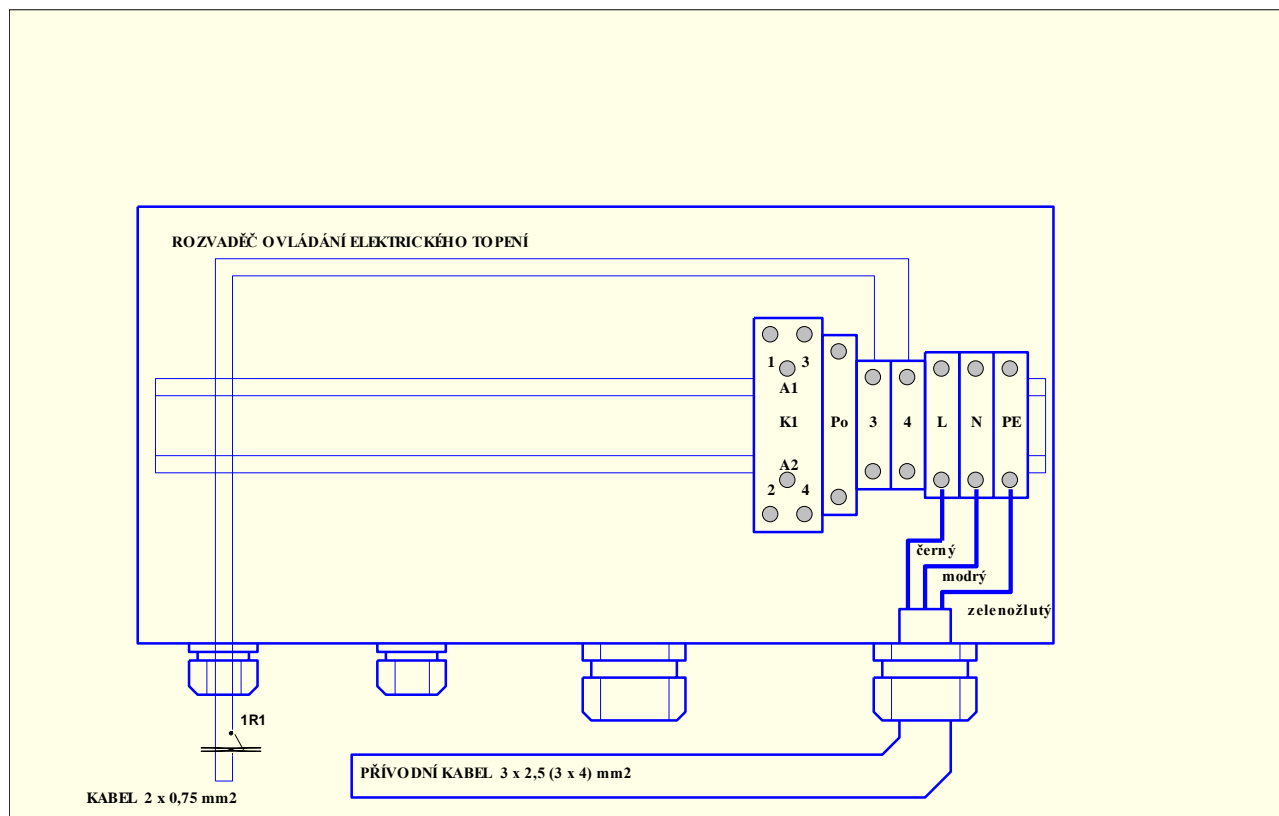 ROZVADĚČ OVLÁDÁNÍ ELEKTRICKÉHO TOPENÍ
1 3
A1
K1 Po 3 4 L N PE
A2
2 4
černý
modrý
zelenožlutý
1R1
PŘÍVODNÍ KABEL 3 x 2,5 (3 x 4) mm2
KABEL 2 x 0,75 mm2